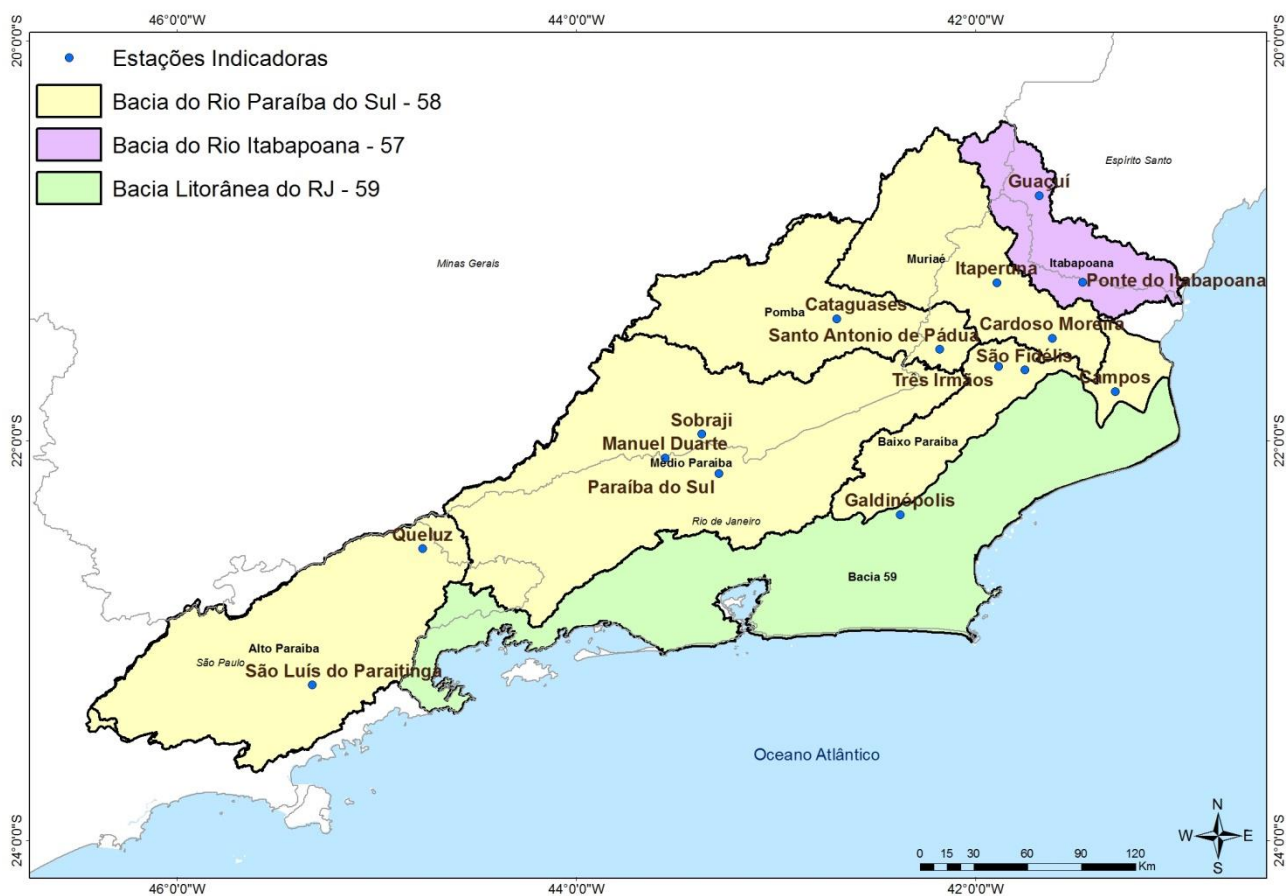 46°0'0"W
44°0'0"W
42°0'0"W
20°0'0"S
20°0'0"S
Estações Indicadoras
Bacia do Rio Paraíba do Sul - 58
Bacia do Rio Itabapoana - 57
Bacia Litorânea do RJ - 59
Espírito Santo
Guaçuí
Minas Gerais
Muriaé
Itabapoana
Itaperuna
Ponte do Itabapoana
Cataguases
Pomba
Cardoso Moreira
Santo Antonio de Pádua
São Fidélis
Três Irmãos
Campos
Sobraji
22°0'0"S
22°0'0"S
Manuel Duarte
Baixo Paraiba
Médio Paraiba
Paraíba do Sul
Galdinópolis
Rio de Janeiro
Queluz
Bacia 59
Alto Paraiba
São Paulo
São Luís do Paraitinga
Oceano Atlântico
N
W E
S
24°0'0"S
24°0'0"S
0 15 30 60 90 120
Km
46°0'0"W
44°0'0"W
42°0'0"W